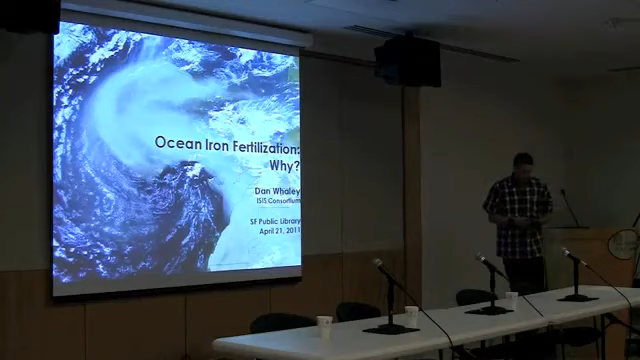 Ocean Iron Fertilization:
Why?
Dan Whaley
ISIS Consortium
SF Public Library
April 21, 2011